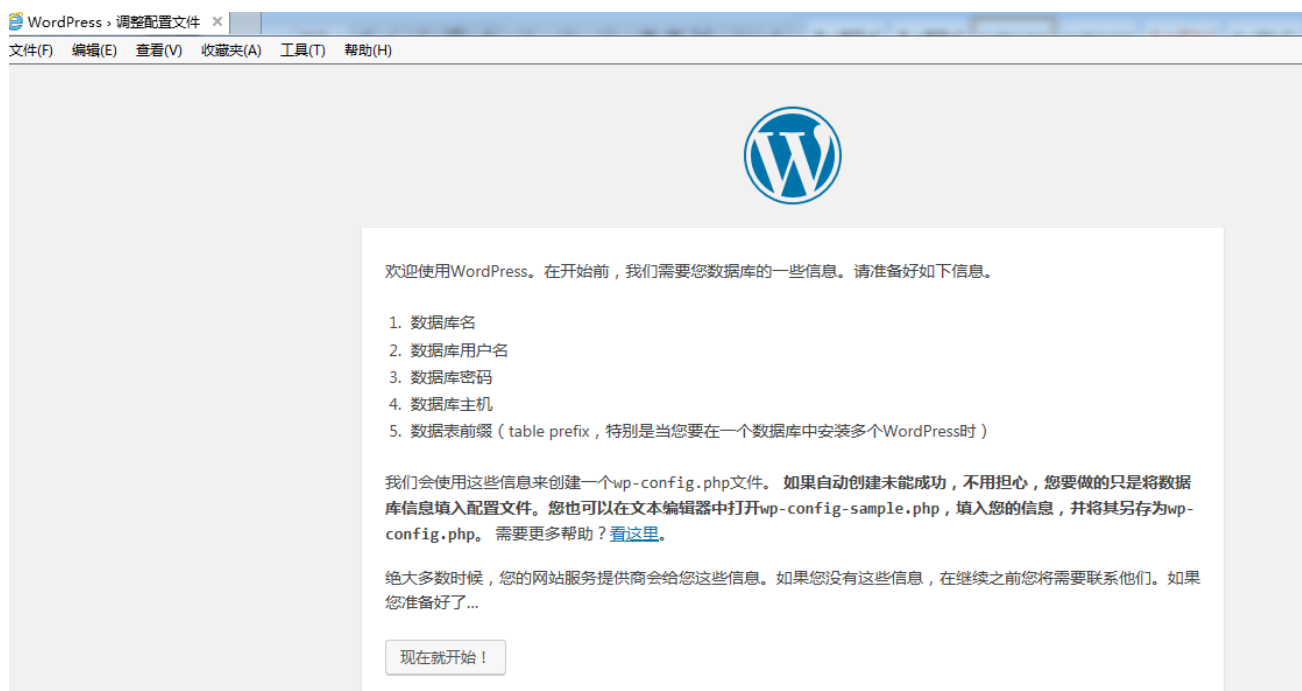 WordPress › 调整配置文件 ×
文件(F) 编辑(E) 查看(V) 收藏夹(A) 工具(T) 帮助(H)
欢迎使用WordPress。在开始前，我们需要您数据库的一些信息。请准备好如下信息。
1. 数据库名
2. 数据库用户名
3. 数据库密码
4. 数据库主机
5. 数据表前缀（table prefix，特别是当您要在一个数据库中安装多个WordPress时）
我们会使用这些信息来创建一个wp-config.php文件。 如果自动创建未能成功，不用担心，您要做的只是将数据
库信息填入配置文件。您也可以在文本编辑器中打开wp-config-sample.php，填入您的信息，并将其另存为wp-
config.php。 需要更多帮助？看这里。
绝大多数时候，您的网站服务提供商会给您这些信息。如果您没有这些信息，在继续之前您将需要联系他们。如果
您准备好了...
现在就开始！